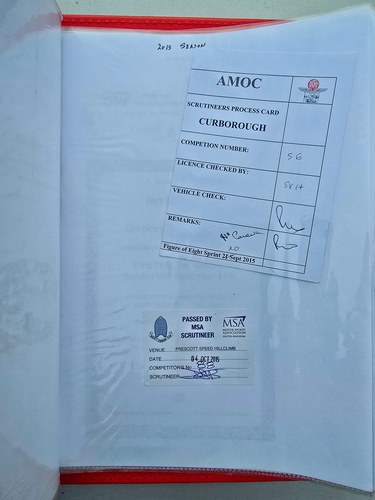 2015 SEASON
AMOC
SCRUTINEERS PROCESS CARD
CURBOROUGH
COMPETION NUMBER: 56
LICENCE CHECKED BY:
VEHICLE CHECK:
REMARKS:
Figure of Eight Sprint 21 Sept 2015
PASSED BY
MSA
SCRUTINEER
MSA
VENUE PRESCOTT SPEED HILLCLIMB
DATE 04 OCT 2015
COMPETITORS No
SCRUTINEER